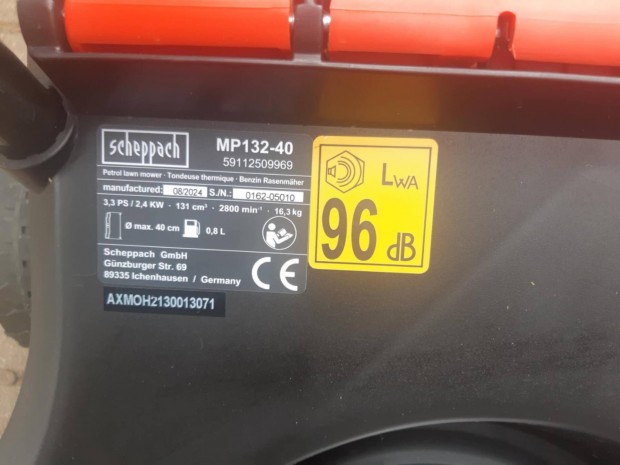 scheppach
MP132-40
59112509969
Petrol lawn mower · Tondeuse thermique · Benzin Rasenmäher
manufactured: 08/2024 S./N.: 0162-05010
3,3 PS / 2,4 KW · 131 cm³ · 2800 min⁻¹ · 16,3 kg
Ø max. 40 cm 0,8 L
Scheppach GmbH
Günzburger Str. 69
89335 Ichenhausen / Germany
CE
AXMOH2130013071
LWA
96 dB